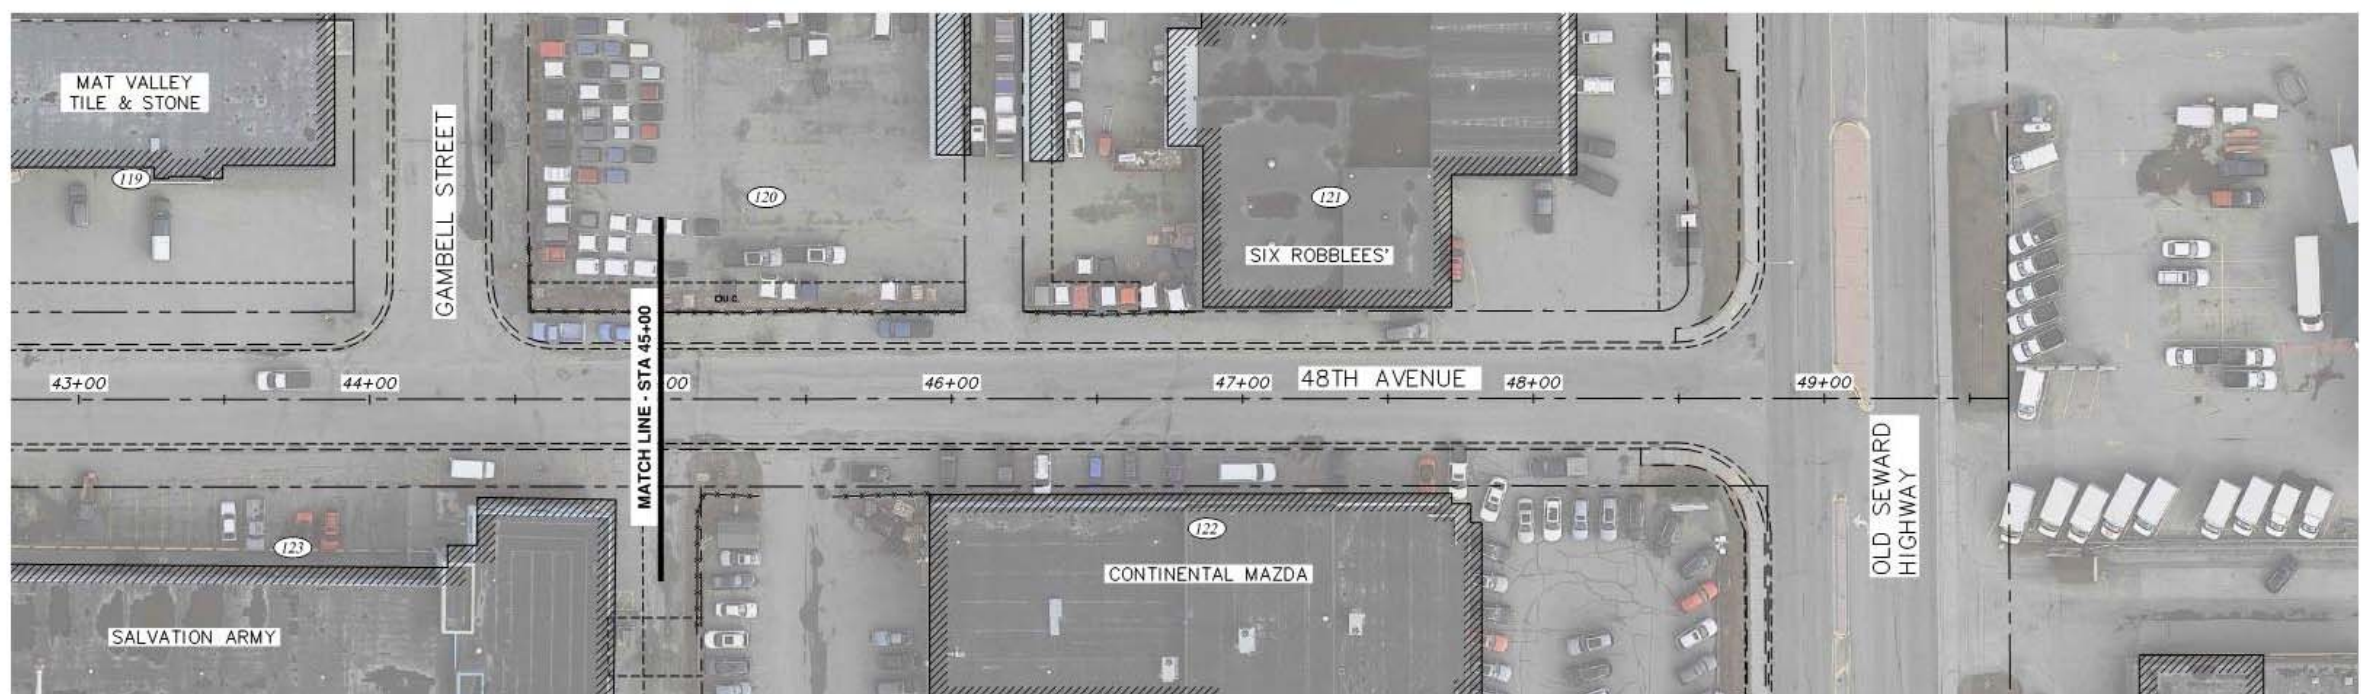 MAT VALLEY
TILE & STONE
119
GAMBELL STREET
120
121
SIX ROBBLEES'
MATCH LINE - STA 45+00
43+00
44+00
00
46+00
47+00
48TH AVENUE
48+00
49+00
OLD SEWARD
HIGHWAY
123
122
CONTINENTAL MAZDA
SALVATION ARMY